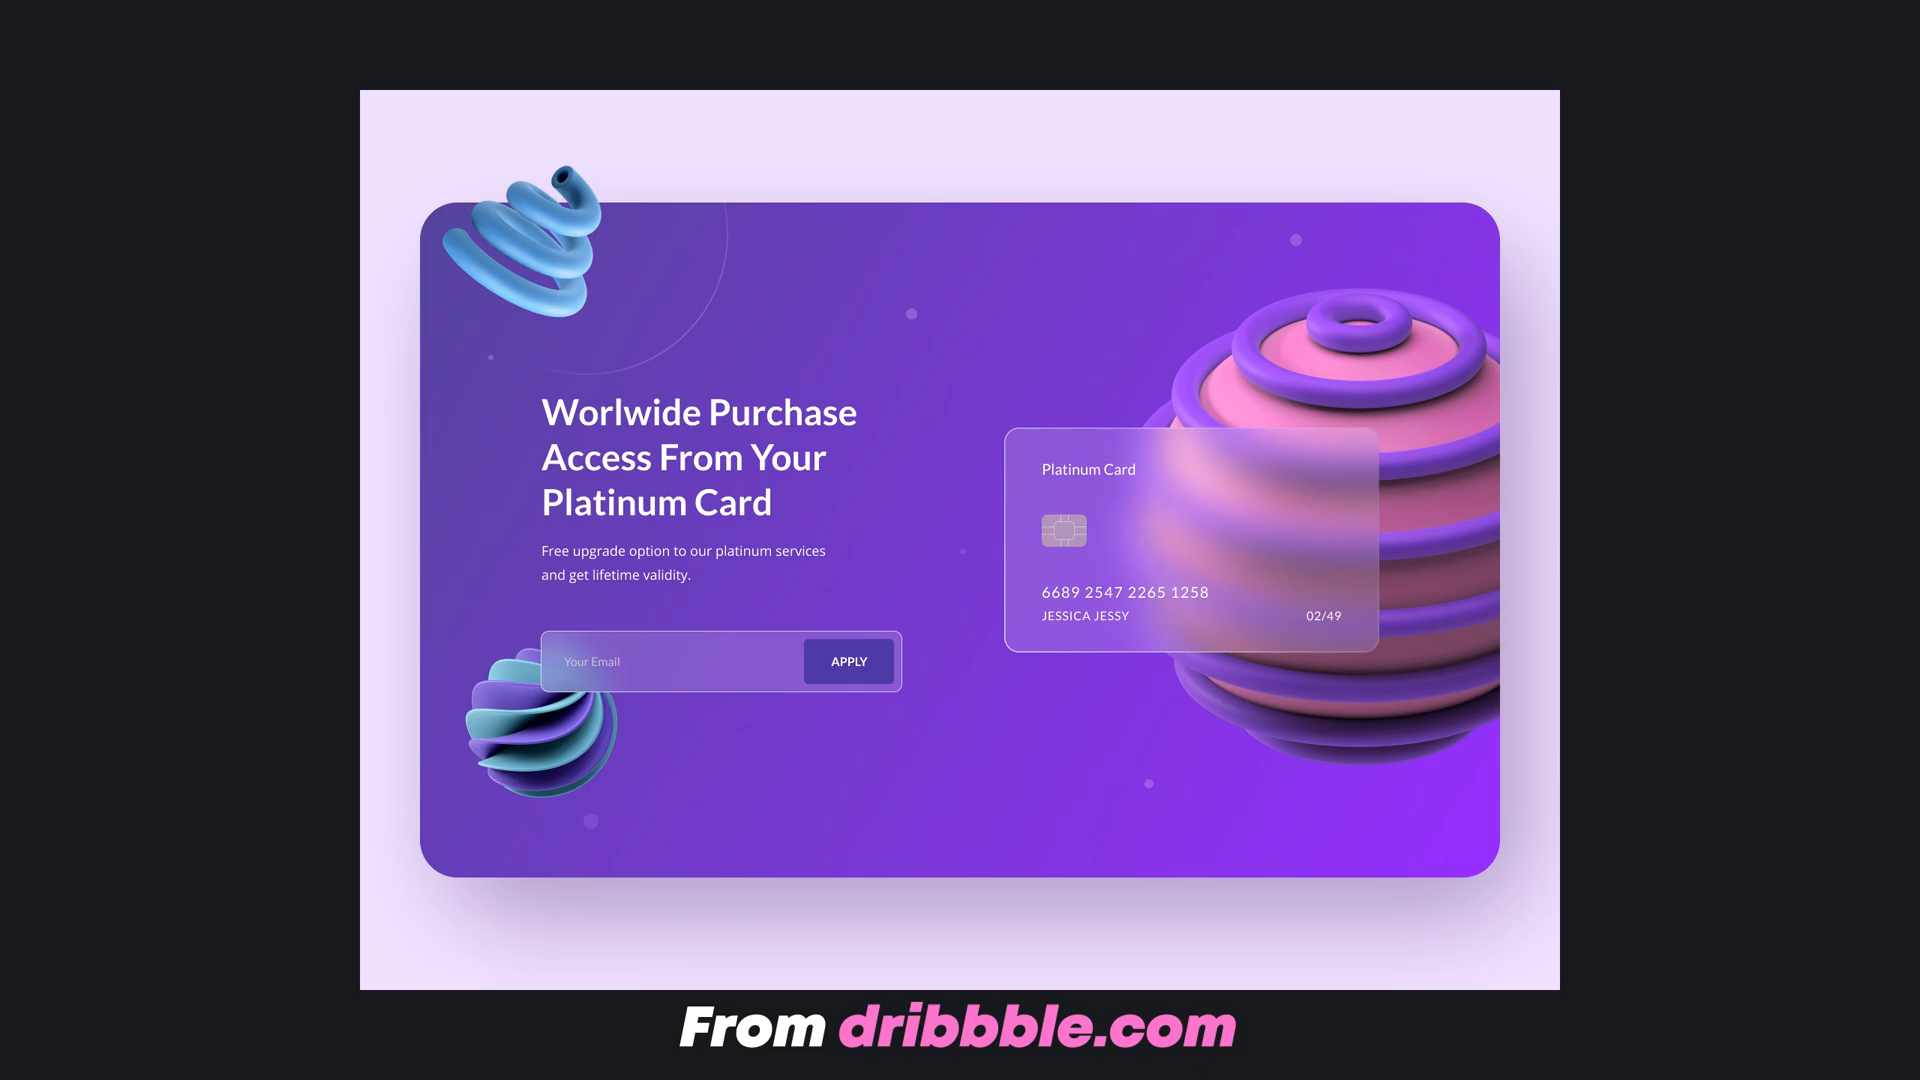 Worlwide Purchase
Access From Your
Platinum Card
Free upgrade option to our platinum services
and get lifetime validity.
Your Email
APPLY
Platinum Card
6689 2547 2265 1258
JESSICA JESSY
02/49
From dribbble.com